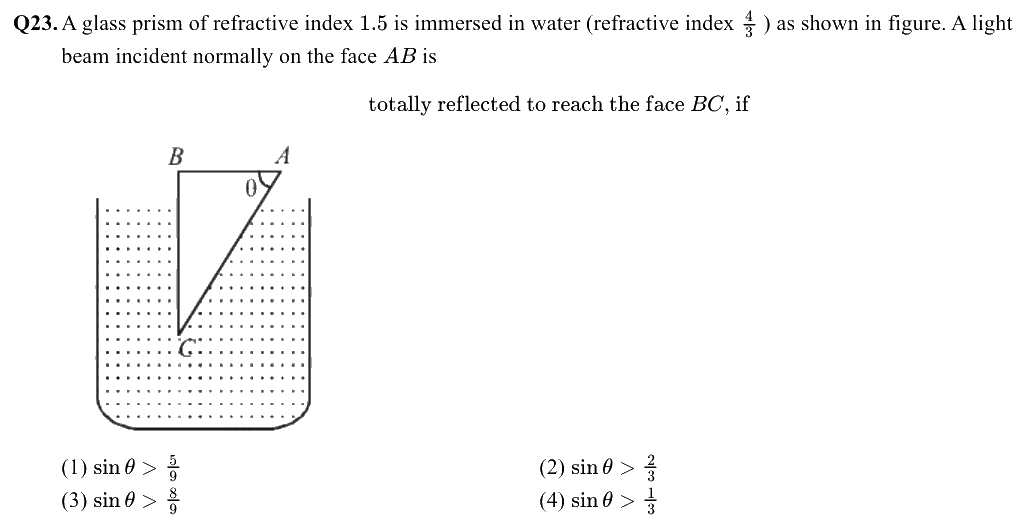 Q23. A glass prism of refractive index 1.5 is immersed in water (refractive index 4/3 ) as shown in figure. A light
beam incident normally on the face AB is
totally reflected to reach the face BC, if
B A
θ
C
(1) sin θ > 5/9 (2) sin θ > 2/3
(3) sin θ > 8/9 (4) sin θ > 1/3